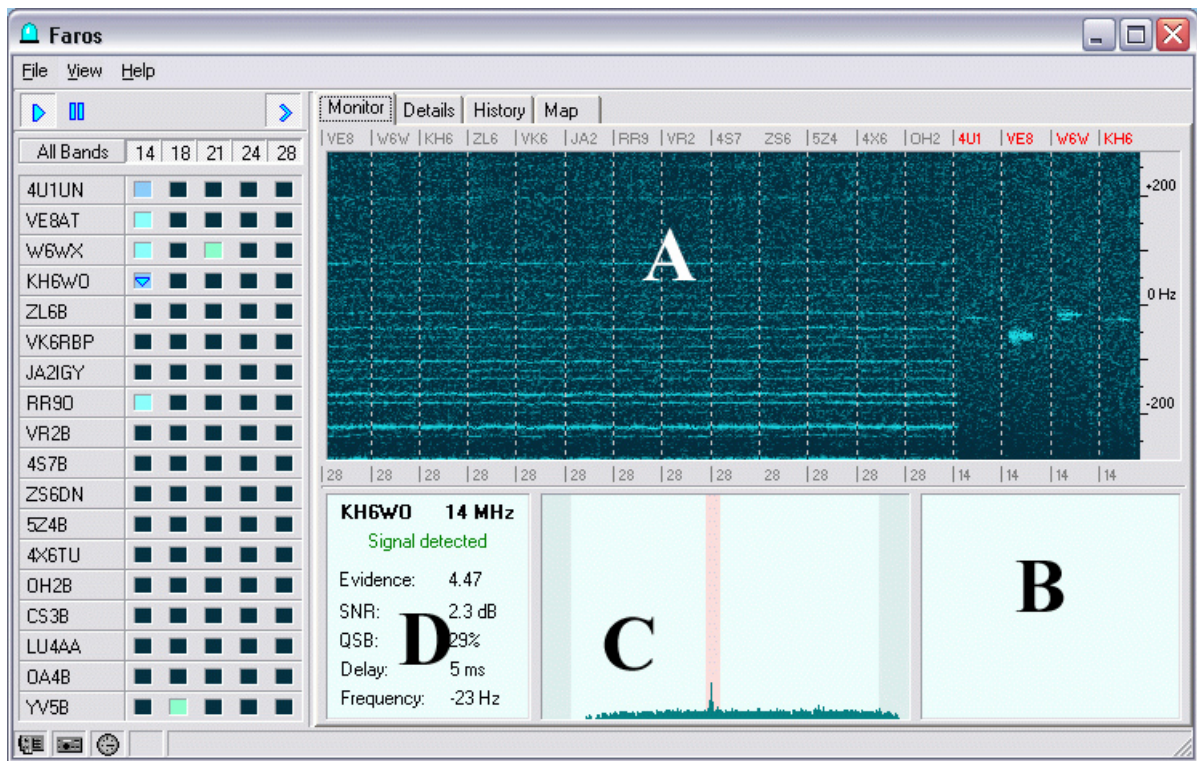 Faros
File View Help
Monitor Details History Map
VE8 W6W KH6 ZL6 VK6 JA2 RR9 VR2 4S7 ZS6 5Z4 4X6 OH2 4U1 VE8 W6W KH6
All Bands 14 18 21 24 28
4U1UN
VE8AT
W6WX
KH6WO
ZL6B
VK6RBP
JA2IGY
RR9O
VR2B
4S7B
ZS6DN
5Z4B
4X6TU
OH2B
CS3B
LU4AA
OA4B
YV5B
+200
0 Hz
-200
A
28 28 28 28 28 28 28 28 28 28 28 28 28 14 14 14 14
KH6WO 14 MHz
Signal detected
Evidence: 4.47
SNR: 2.3 dB
QSB: 29%
Delay: 5 ms
Frequency: -23 Hz
D
C
B